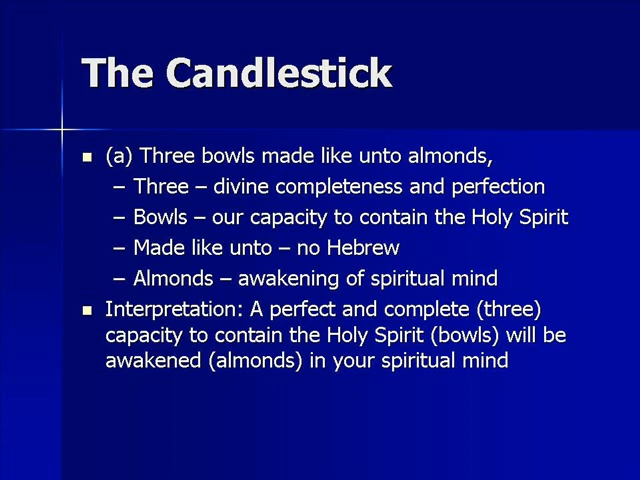 The Candlestick
■ (a) Three bowls made like unto almonds,
– Three – divine completeness and perfection
– Bowls – our capacity to contain the Holy Spirit
– Made like unto – no Hebrew
– Almonds – awakening of spiritual mind
■ Interpretation: A perfect and complete (three)
capacity to contain the Holy Spirit (bowls) will be
awakened (almonds) in your spiritual mind